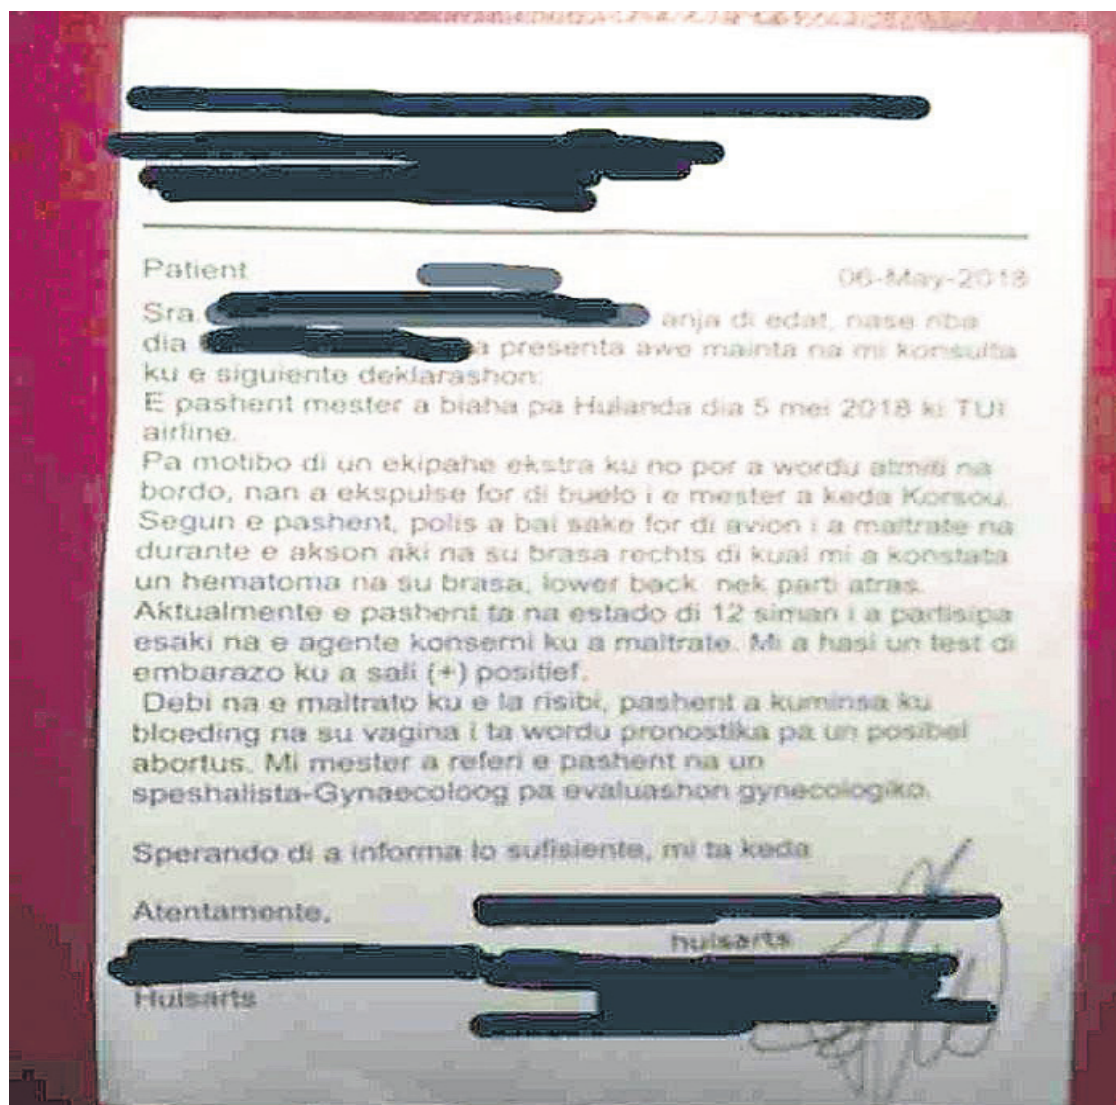 Patient 06-May-2018
Sra. anja di edat, nase riba
dia a presenta awe mainta na mi konsulta
ku e siguiente deklarashon:
E pashent mester a biaha pa Hulanda dia 5 mei 2018 ki TUI
airline.
Pa motibo di un ekipahe ekstra ku no por a wordu atmiti na
bordo, nan a ekspulse for di buelo i e mester a keda Korsou.
Segun e pashent, polis a bai sake for di avion i a maltrate na
durante e akson aki na su brasa rechts di kual mi a konstata
un hematoma na su brasa, lower back nek parti atras.
Aktualmente e pashent ta na estado di 12 siman i a partisipa
esaki na e agente konserni ku a maltrate. Mi a hasi un test di
embarazo ku a sali (+) positief.
Debi na e maltrato ku e la risibi, pashent a kuminsa ku
bloeding na su vagina i ta wordu pronostika pa un posibel
abortus. Mi mester a referi e pashent na un
speshalista-Gynaecoloog pa evaluashon gynecologiko.
Sperando di a informa lo sufisiente, mi ta keda
Atentamente,
huisarts
Huisarts